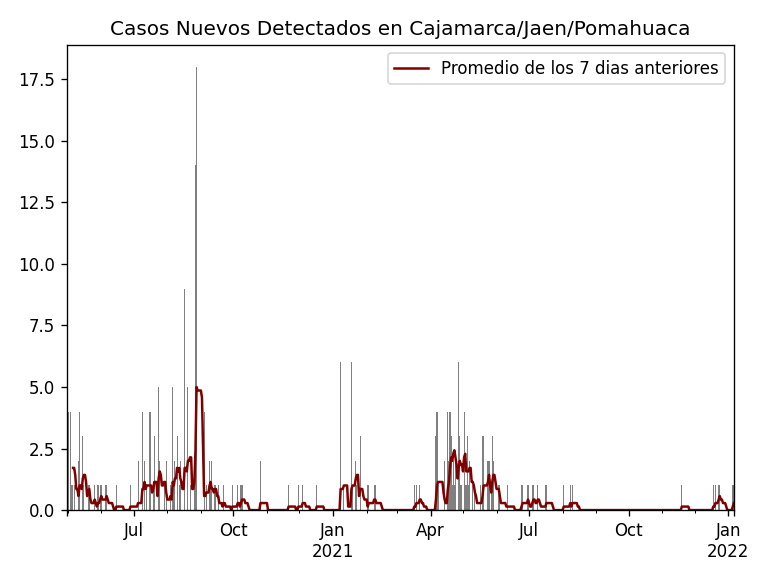 Casos Nuevos Detectados en Cajamarca/Jaen/Pomahuaca
Promedio de los 7 dias anteriores
17.5
15.0
12.5
10.0
7.5
5.0
2.5
0.0
Jul
Oct
Jan
2021
Apr
Jul
Oct
Jan
2022